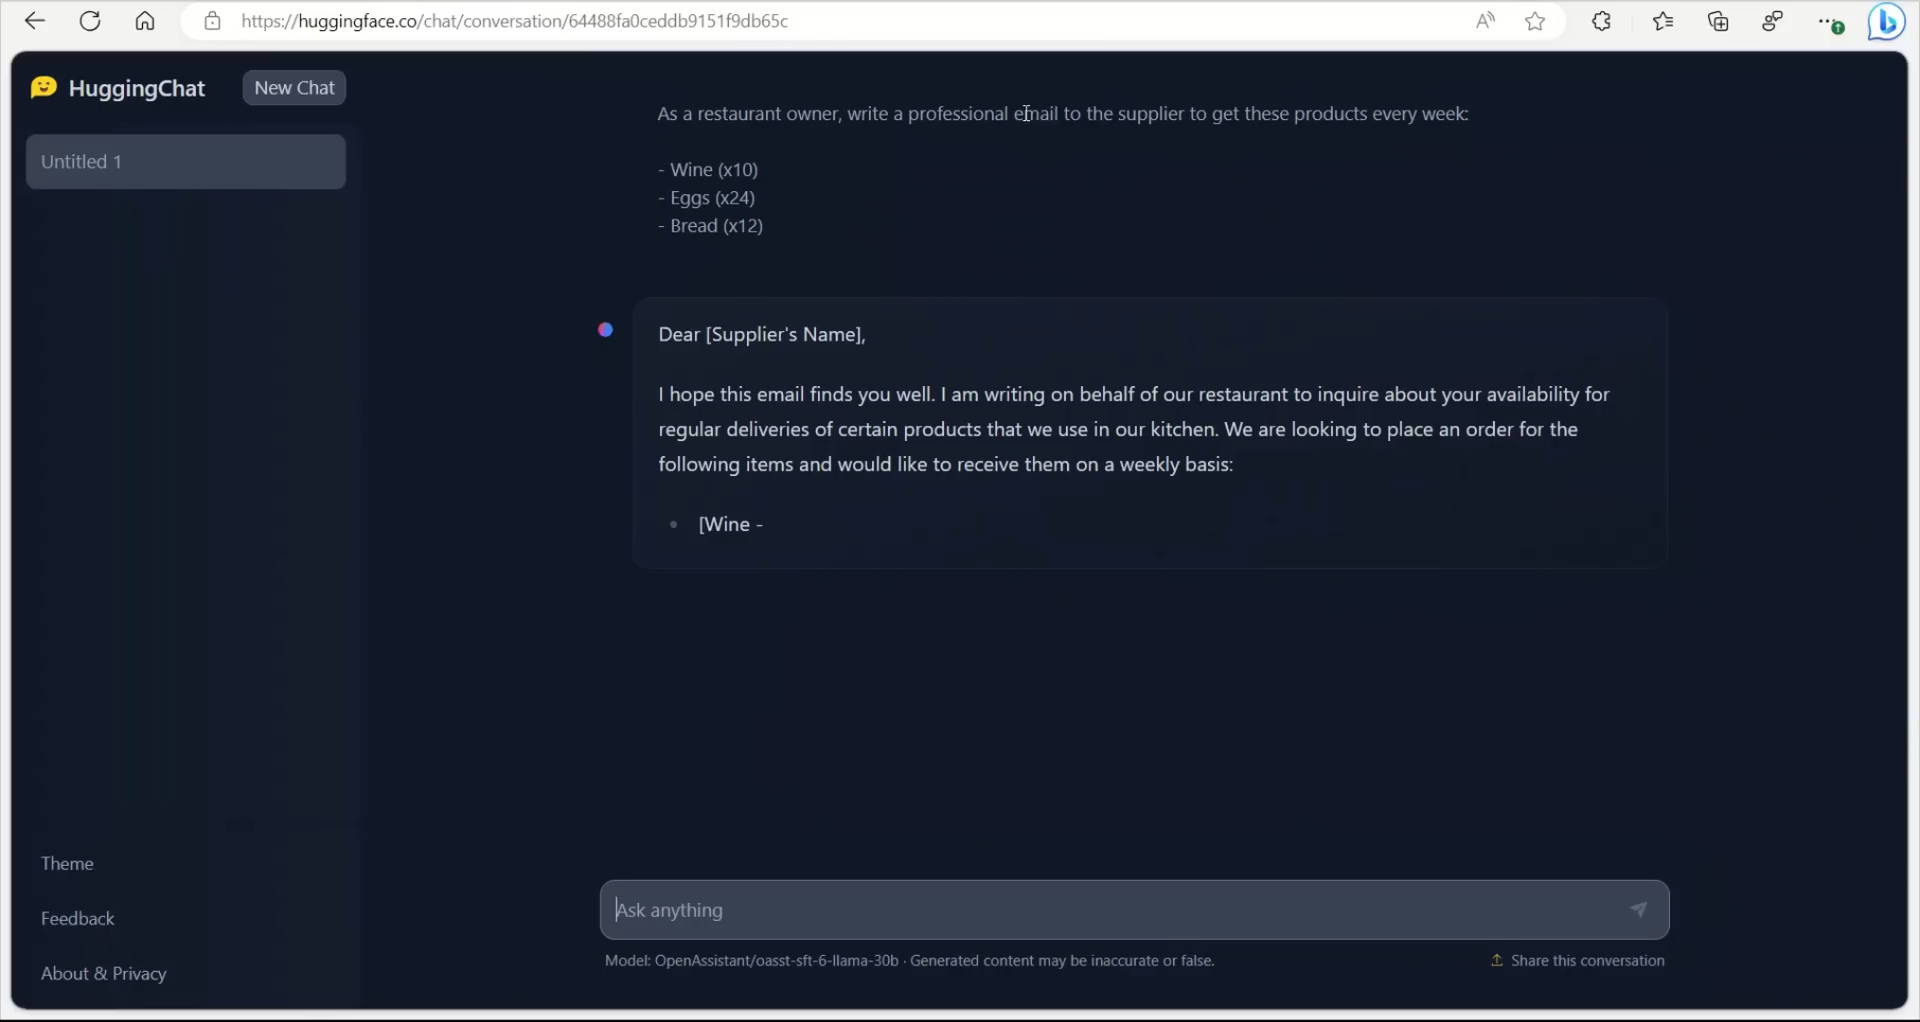 https://huggingface.co/chat/conversation/64488fa0ceddb9151f9db65c
HuggingChat
New Chat
Untitled 1
As a restaurant owner, write a professional email to the supplier to get these products every week:
- Wine (x10)
- Eggs (x24)
- Bread (x12)
Dear [Supplier's Name],
I hope this email finds you well. I am writing on behalf of our restaurant to inquire about your availability for
regular deliveries of certain products that we use in our kitchen. We are looking to place an order for the
following items and would like to receive them on a weekly basis:
• [Wine -
Theme
Feedback
About & Privacy
Ask anything
Model: OpenAssistant/oasst-sft-6-llama-30b · Generated content may be inaccurate or false.
Share this conversation